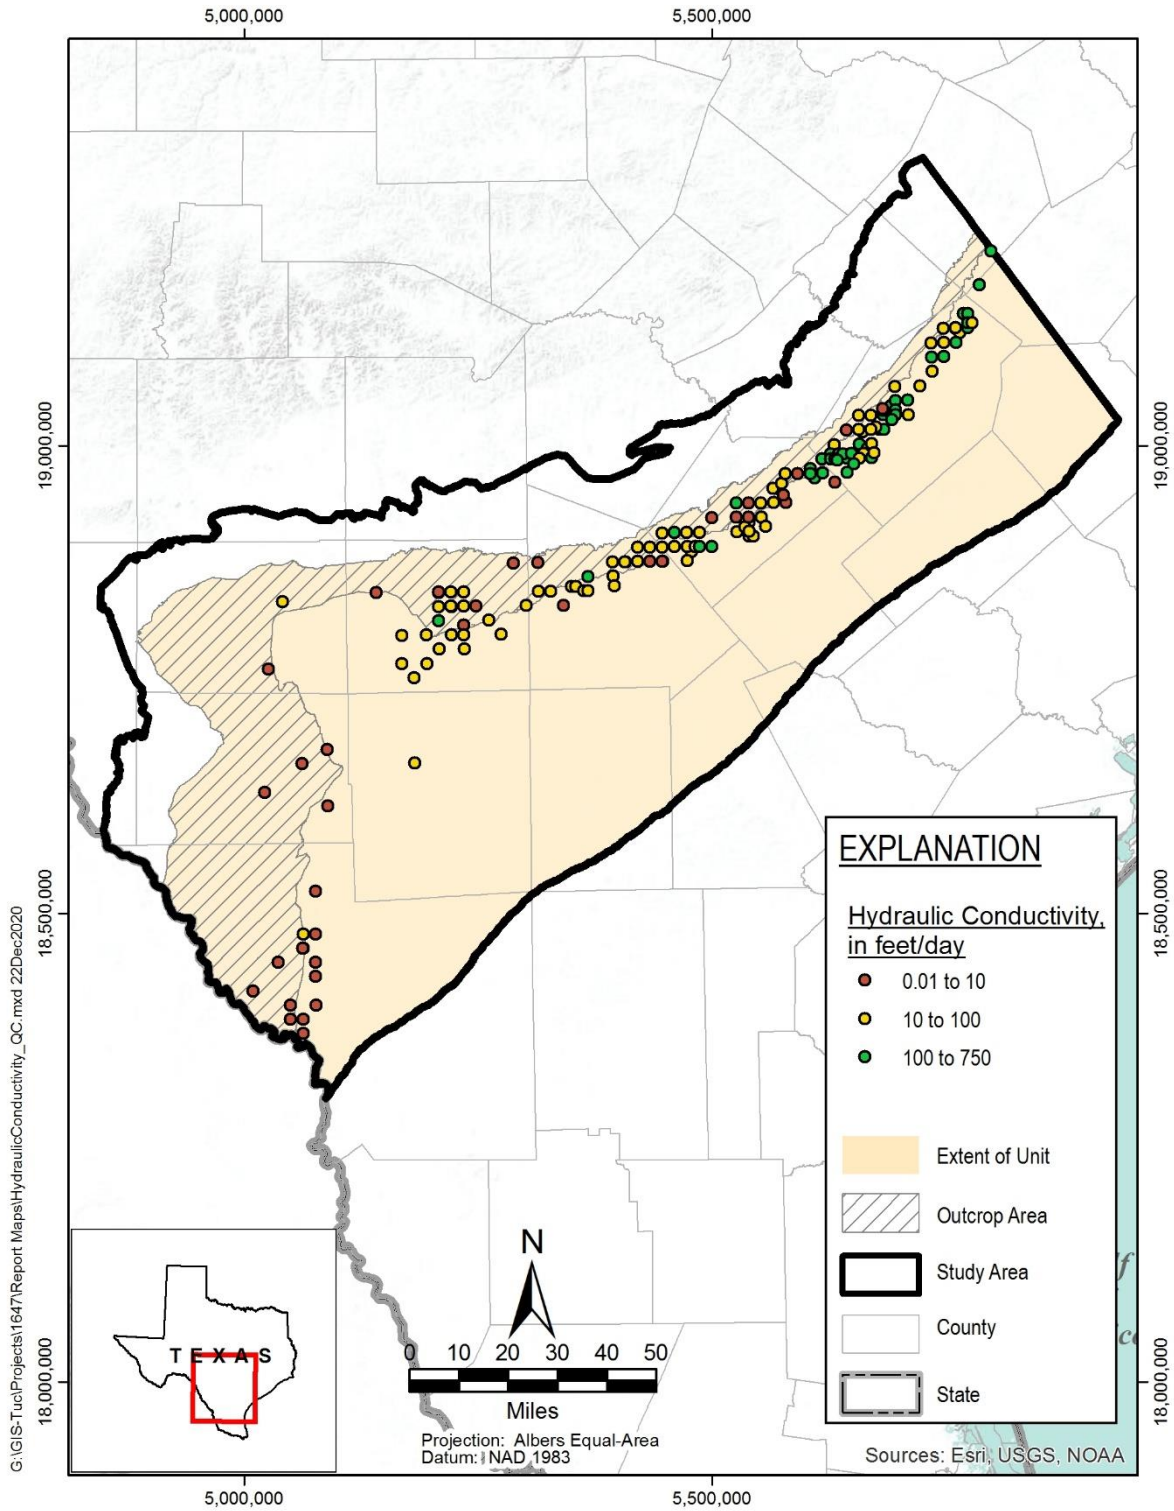 5,000,000
5,500,000
19,000,000
19,000,000
18,500,000
18,500,000
18,000,000
18,000,000
EXPLANATION
Hydraulic Conductivity,
in feet/day
0.01 to 10
10 to 100
100 to 750
Extent of Unit
Outcrop Area
Study Area
County
State
TEXAS
N
0 10 20 30 40 50
Miles
Projection: Albers Equal-Area
Datum: NAD 1983
Sources: Esri, USGS, NOAA
G:\GIS-Tuc\Projects\1647\Report Maps\HydraulicConductivity_QC.mxd 22Dec2020
5,000,000
5,500,000